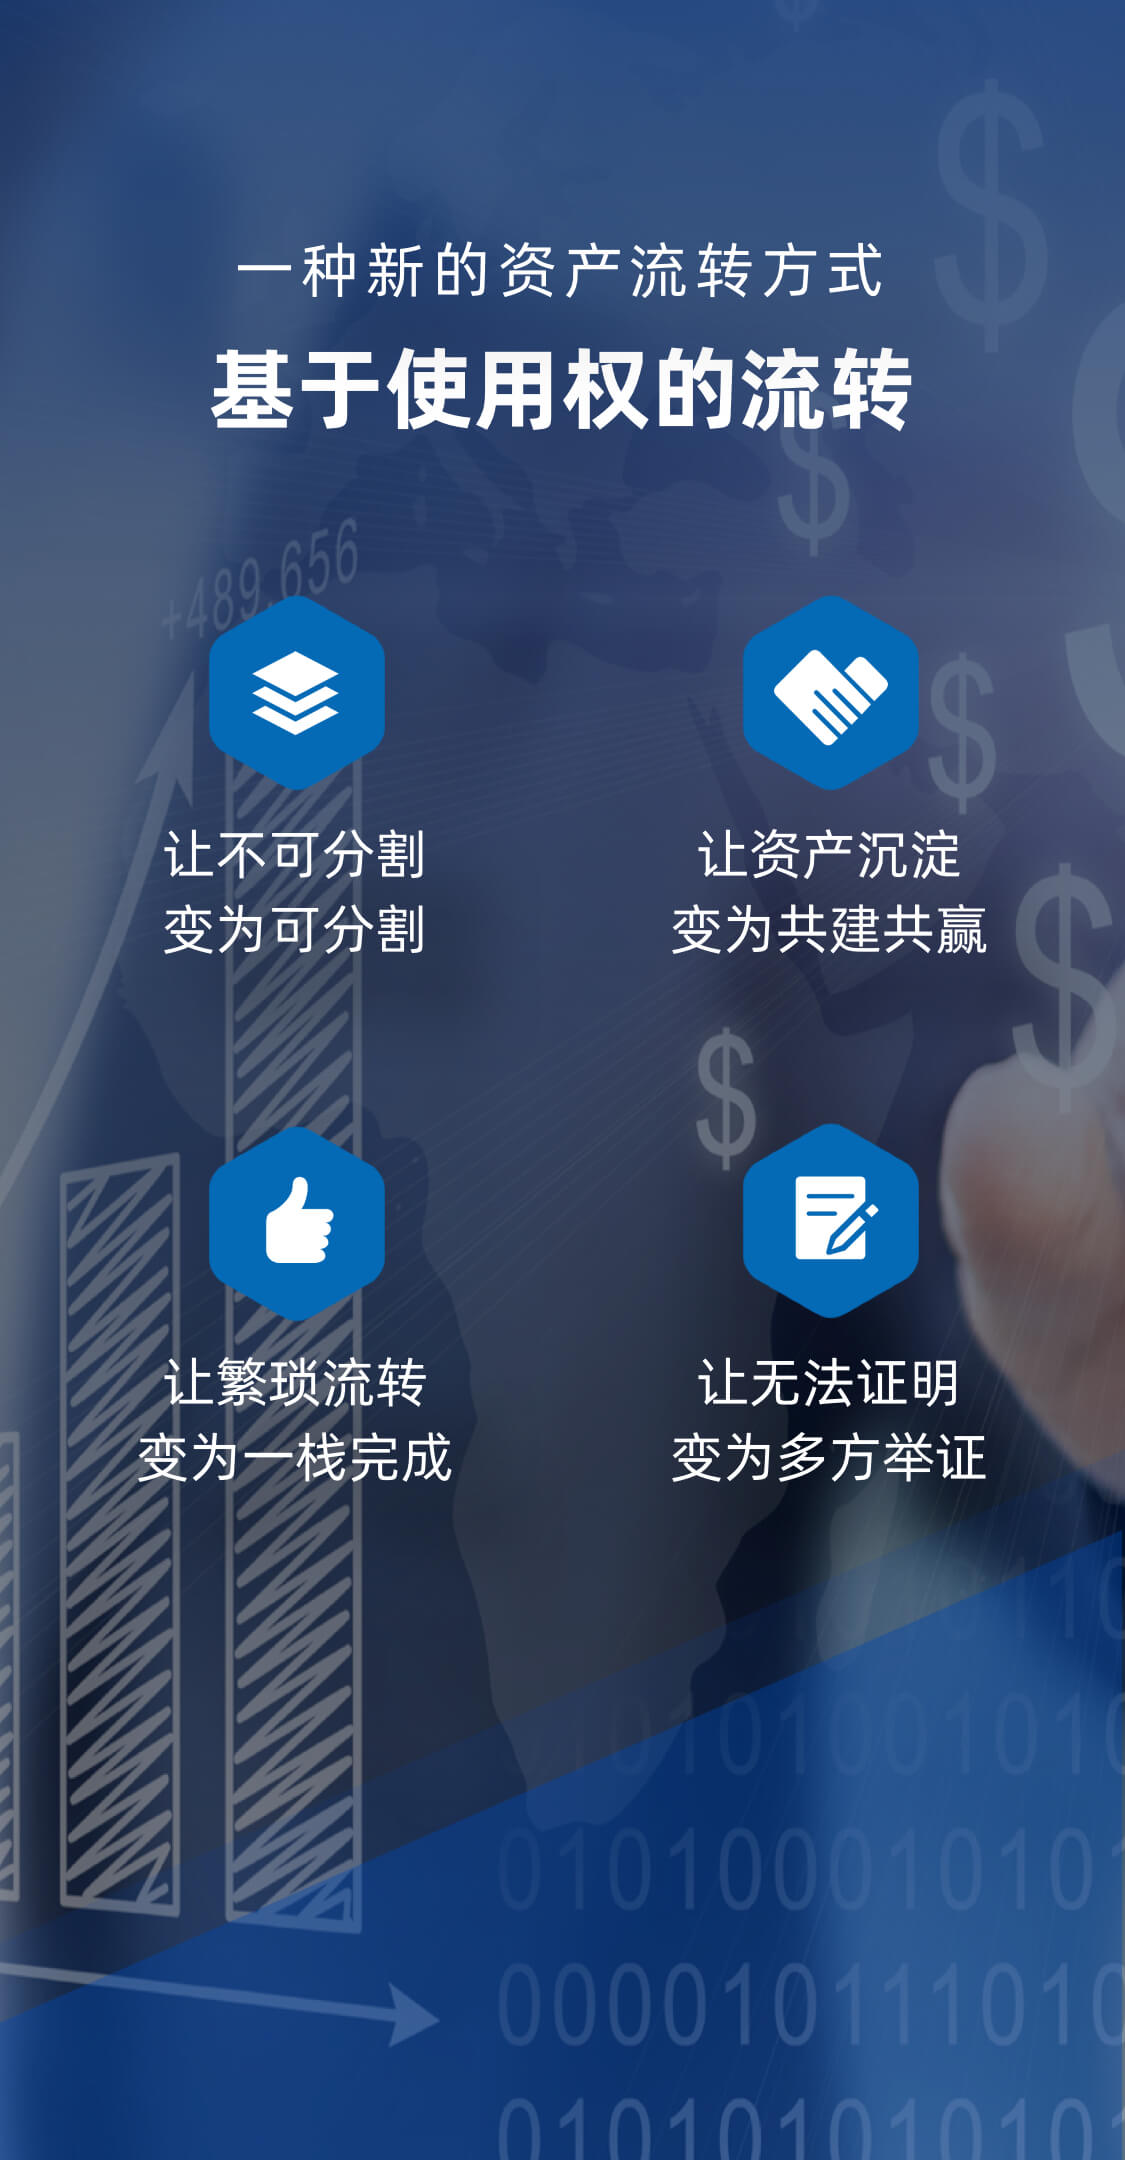 一种新的资产流转方式
基于使用权的流转
+489,656
让不可分割
变为可分割
让资产沉淀
变为共建共赢
让繁琐流转
变为一栈完成
让无法证明
变为多方举证